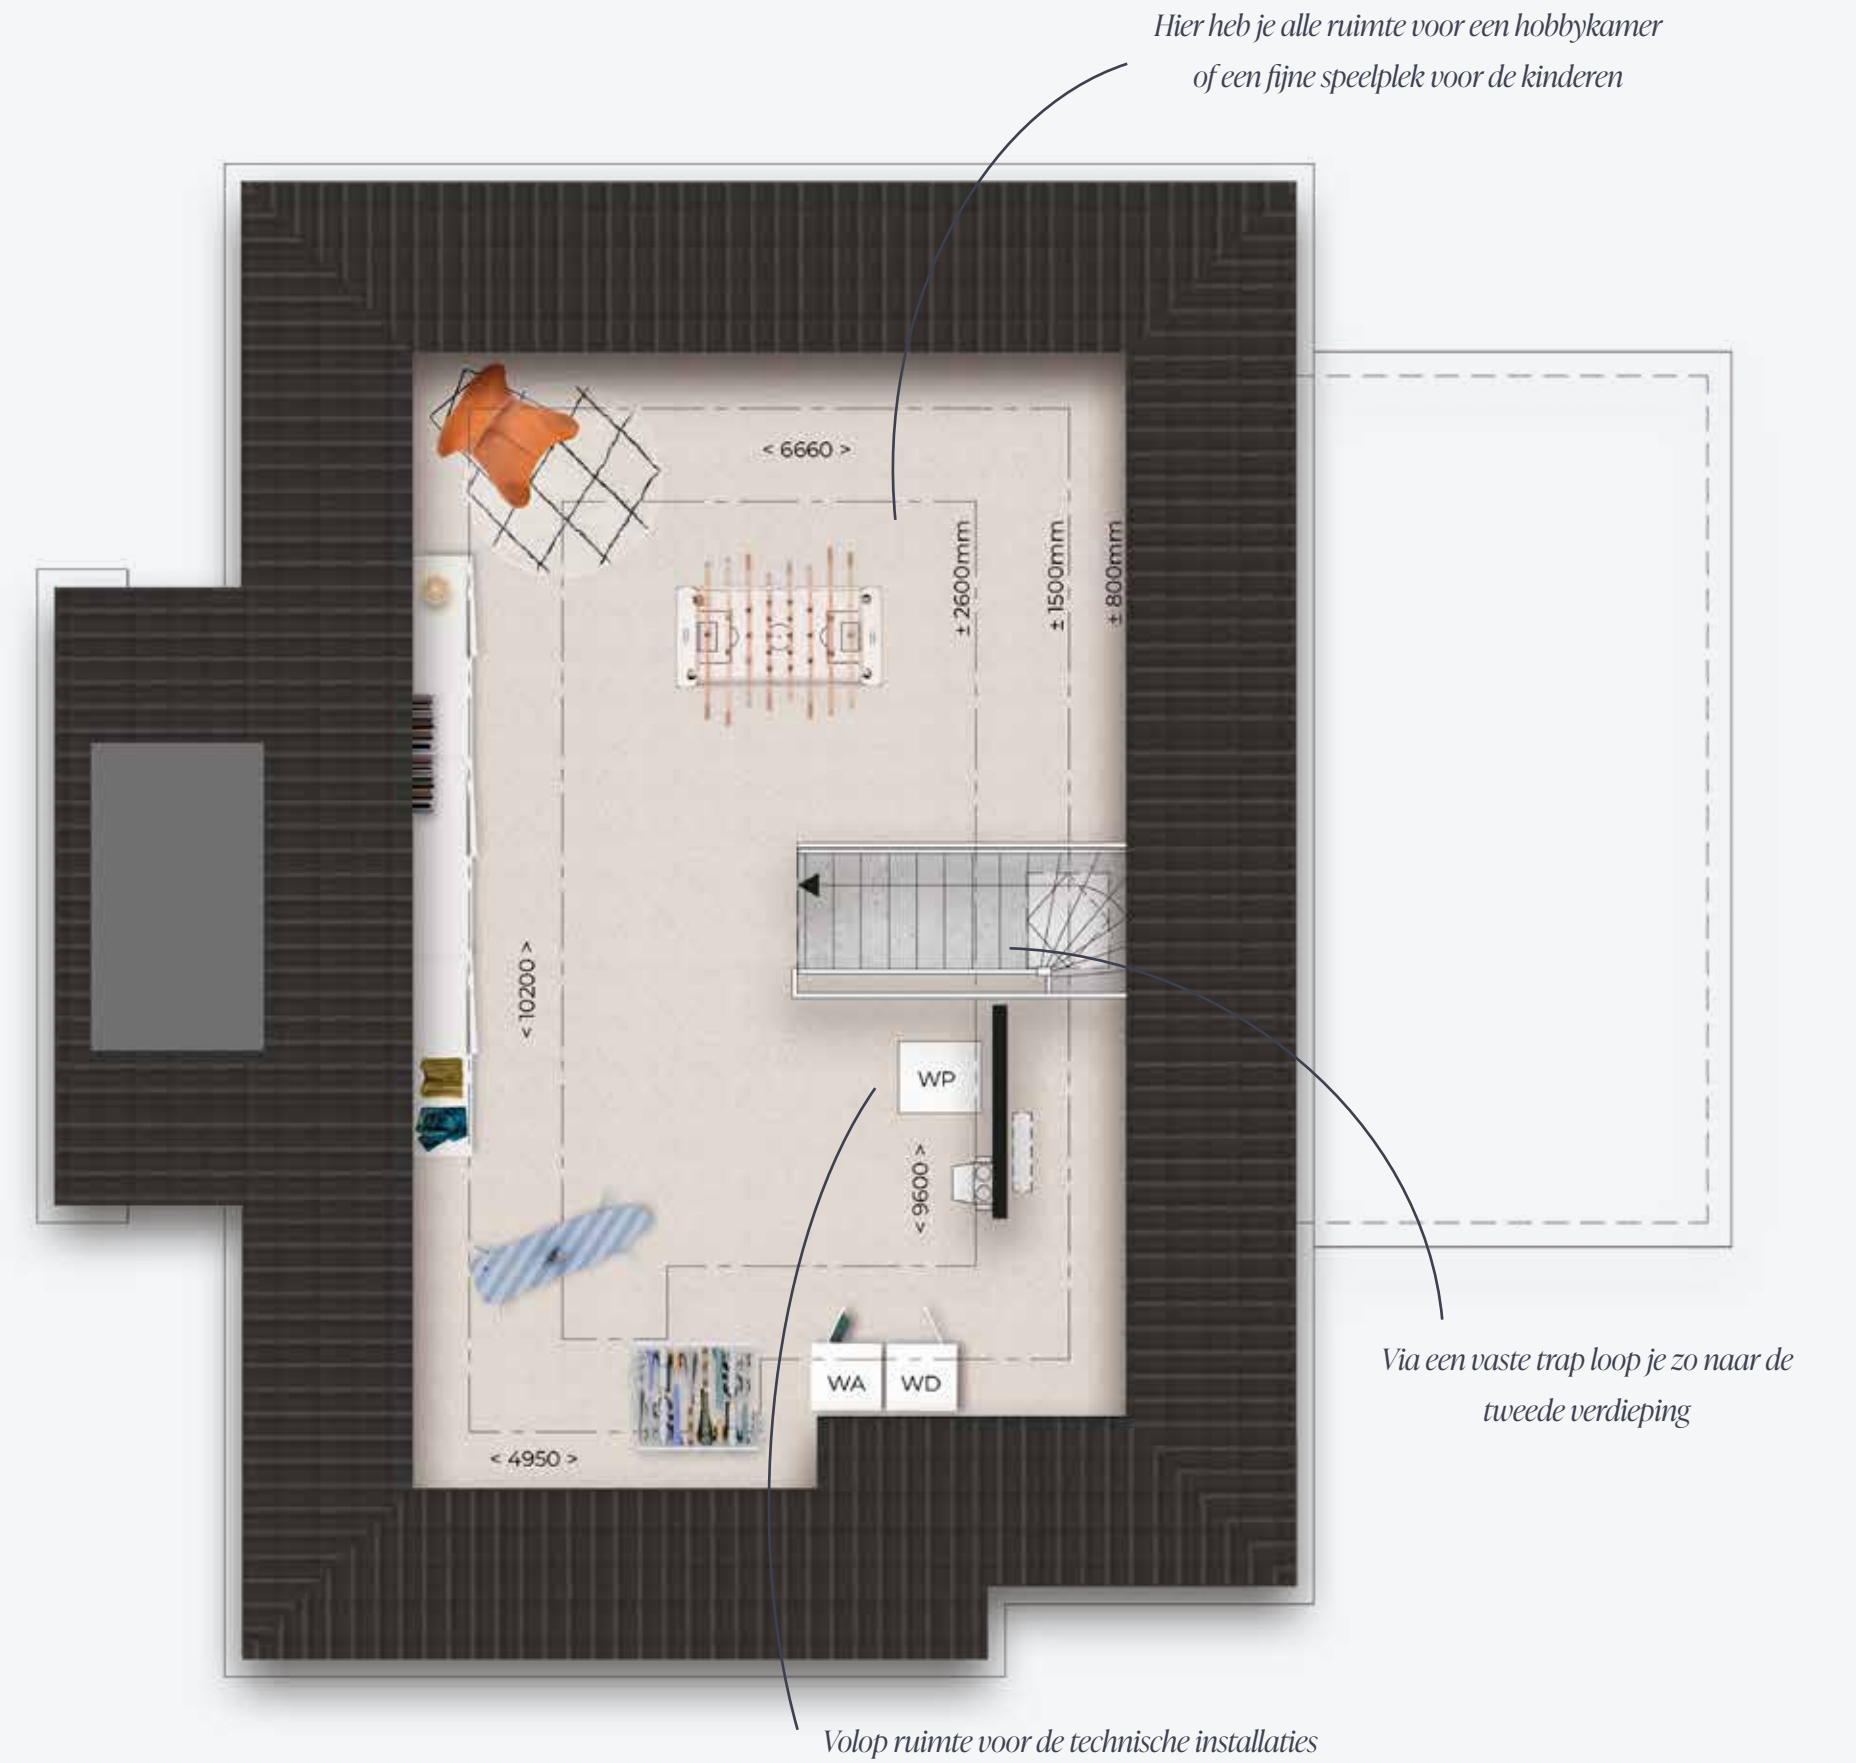 Hier heb je alle ruimte voor een hobbykamer
of een fijne speelplek voor de kinderen
< 6660 >
± 2600mm
± 1500mm
± 800mm
< 10200 >
WP
< 9600 >
WA
WD
< 4950 >
Via een vaste trap loop je zo naar de
tweede verdieping
Volop ruimte voor de technische installaties